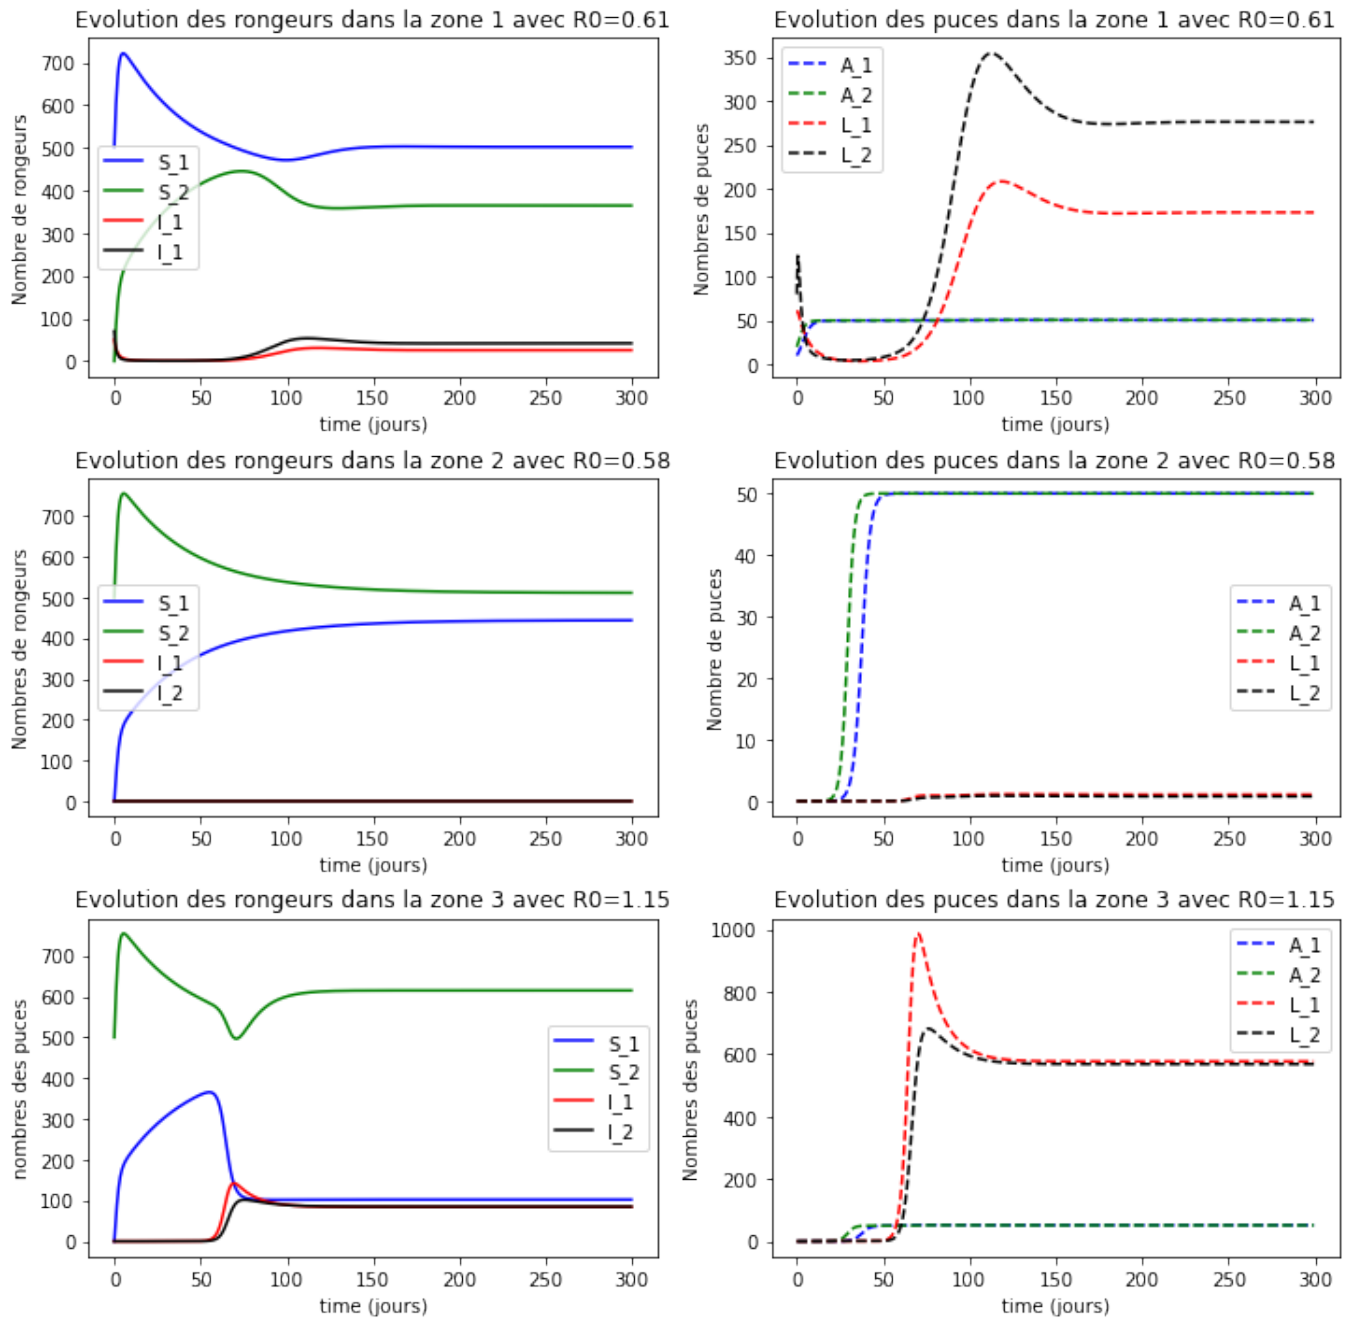 Evolution des rongeurs dans la zone 1 avec R0=0.61
Nombre de rongeurs
700
600
500
400
300
200
100
0
S_1
S_2
I_1
I_1
0 50 100 150 200 250 300
time (jours)
Evolution des puces dans la zone 1 avec R0=0.61
Nombres de puces
350
300
250
200
150
100
50
0
A_1
A_2
L_1
L_2
0 50 100 150 200 250 300
time (jours)
Evolution des rongeurs dans la zone 2 avec R0=0.58
Nombres de rongeurs
700
600
500
400
300
200
100
0
S_1
S_2
I_1
I_2
0 50 100 150 200 250 300
time (jours)
Evolution des puces dans la zone 2 avec R0=0.58
Nombre de puces
50
40
30
20
10
0
A_1
A_2
L_1
L_2
0 50 100 150 200 250 300
time (jours)
Evolution des rongeurs dans la zone 3 avec R0=1.15
nombres des puces
700
600
500
400
300
200
100
0
S_1
S_2
I_1
I_2
0 50 100 150 200 250 300
time (jours)
Evolution des puces dans la zone 3 avec R0=1.15
Nombres des puces
1000
800
600
400
200
0
A_1
A_2
L_1
L_2
0 50 100 150 200 250 300
time (jours)